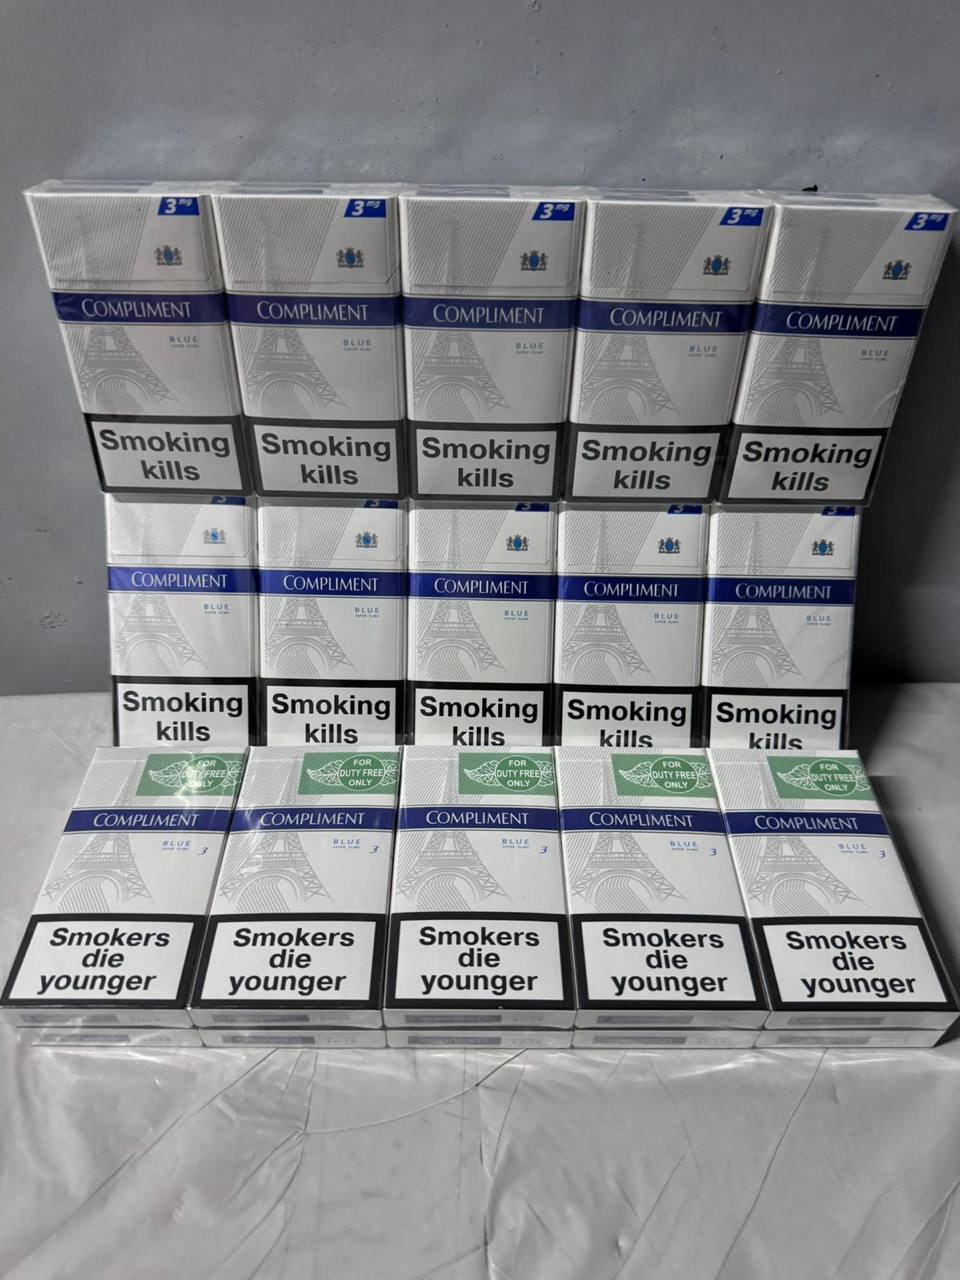 3mg
3mg
3mg
3mg
3mg
COMPLIMENT
COMPLIMENT
COMPLIMENT
COMPLIMENT
COMPLIMENT
BLUE
SUPER SLIMS
BLUE
SUPER SLIMS
BLUE
SUPER SLIMS
BLUE
SUPER SLIMS
BLUE
SUPER SLIMS
Smoking
kills
Smoking
kills
Smoking
kills
Smoking
kills
Smoking
kills
COMPLIMENT
COMPLIMENT
COMPLIMENT
COMPLIMENT
COMPLIMENT
BLUE
SUPER SLIMS
BLUE
SUPER SLIMS
BLUE
SUPER SLIMS
BLUE
SUPER SLIMS
BLUE
SUPER SLIMS
Smoking
kills
Smoking
kills
Smoking
kills
Smoking
kills
Smoking
kills
FOR
DUTY FREE
ONLY
FOR
DUTY FREE
ONLY
FOR
DUTY FREE
ONLY
FOR
DUTY FREE
ONLY
FOR
DUTY FREE
ONLY
COMPLIMENT
COMPLIMENT
COMPLIMENT
COMPLIMENT
COMPLIMENT
BLUE
SUPER SLIMS 3
BLUE
SUPER SLIMS 3
BLUE
SUPER SLIMS 3
BLUE
SUPER SLIMS 3
BLUE
SUPER SLIMS 3
Smokers
die
younger
Smokers
die
younger
Smokers
die
younger
Smokers
die
younger
Smokers
die
younger